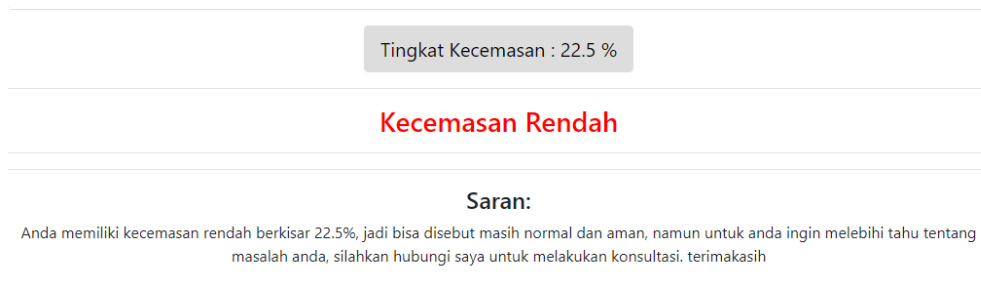 Tingkat Kecemasan : 22.5 %
Kecemasan Rendah
Saran:
Anda memiliki kecemasan rendah berkisar 22.5%, jadi bisa disebut masih normal dan aman, namun untuk anda ingin melebihi tahu tentang
masalah anda, silahkan hubungi saya untuk melakukan konsultasi. terimakasih